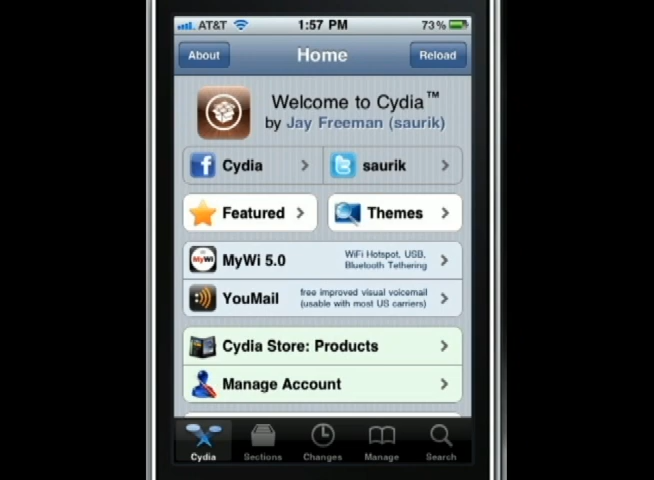 AT&T 1:57 PM 73%
About Home Reload
Welcome to Cydia™
by Jay Freeman (saurik)
Cydia saurik
Featured Themes
MyWi MyWi 5.0 WiFi Hotspot, USB,
Bluetooth Tethering
YouMail free improved visual voicemail
(usable with most US carriers)
Cydia Store: Products
Manage Account
Cydia Sections Changes Manage Search